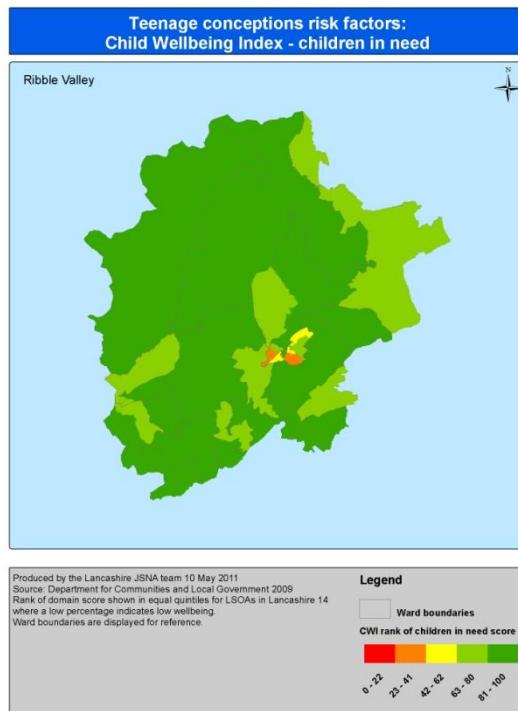 Teenage conceptions risk factors:
Child Wellbeing Index - children in need
Ribble Valley
N
Produced by the Lancashire JSNA team 10 May 2011
Source: Department for Communities and Local Government 2009
Rank of domain score shown in equal quintiles for LSOAs in Lancashire 14
where a low percentage indicates low wellbeing.
Ward boundaries are displayed for reference.
Legend
Ward boundaries
CWI rank of children in need score
0 - 22
23 - 41
42 - 62
63 - 80
81 - 100